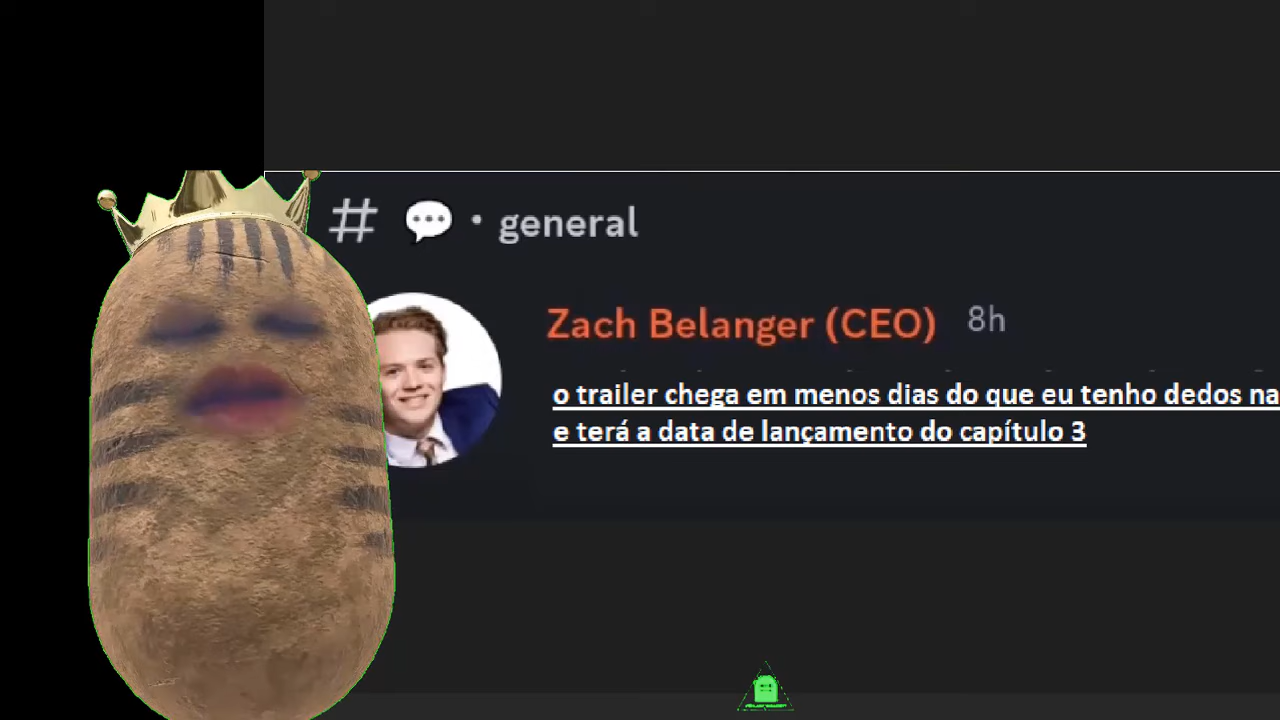 # 💬 • general
Zach Belanger (CEO) 8h
o trailer chega em menos dias do que eu tenho dedos na
e terá a data de lançamento do capítulo 3